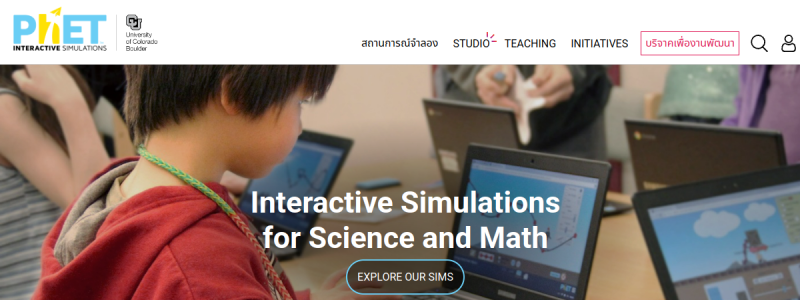 PhET
INTERACTIVE SIMULATIONS
University
of Colorado
Boulder
สถานการณ์จำลอง STUDIO TEACHING INITIATIVES บริจาคเพื่องานพัฒนา
Interactive Simulations
for Science and Math
EXPLORE OUR SIMS
SAMSUNG